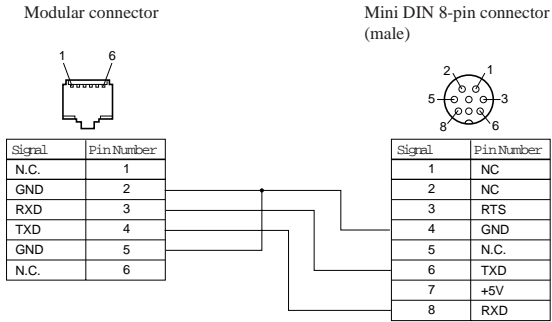 Modular connector
Mini DIN 8-pin connector
(male)
1 6
2 1
5 3
8 6
Signal Pin Number
N.C. 1
GND 2
RXD 3
TXD 4
GND 5
N.C. 6
Signal Pin Number
1 NC
2 NC
3 RTS
4 GND
5 N.C.
6 TXD
7 +5V
8 RXD